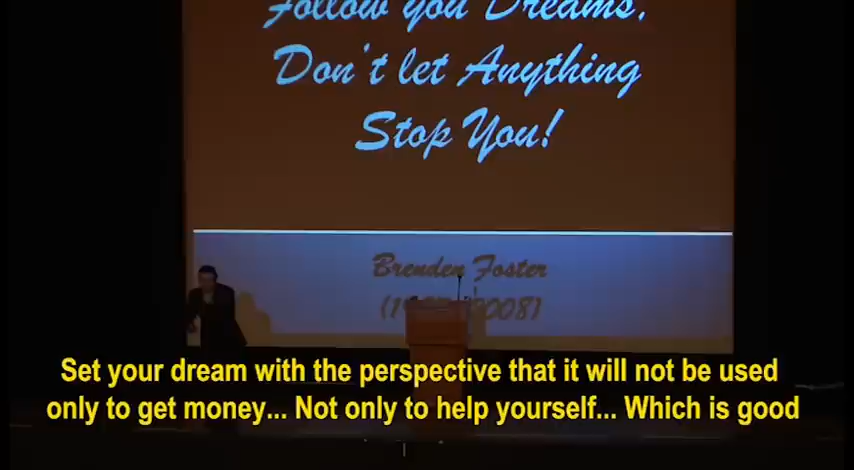 Follow you Dreams,
Don't let Anything
Stop You!
Brenden Foster
2008)
Set your dream with the perspective that it will not be used
only to get money... Not only to help yourself... Which is good